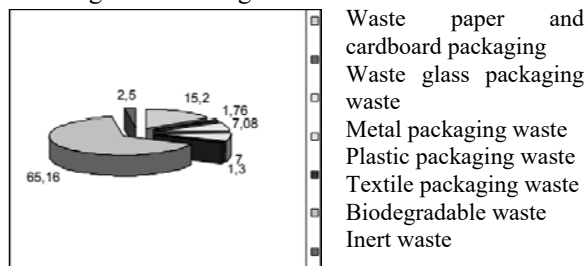 2,5
15,2
1,76
7,08
7
1,3
65,16
Waste paper and
cardboard packaging
Waste glass packaging
waste
Metal packaging waste
Plastic packaging waste
Textile packaging waste
Biodegradable waste
Inert waste